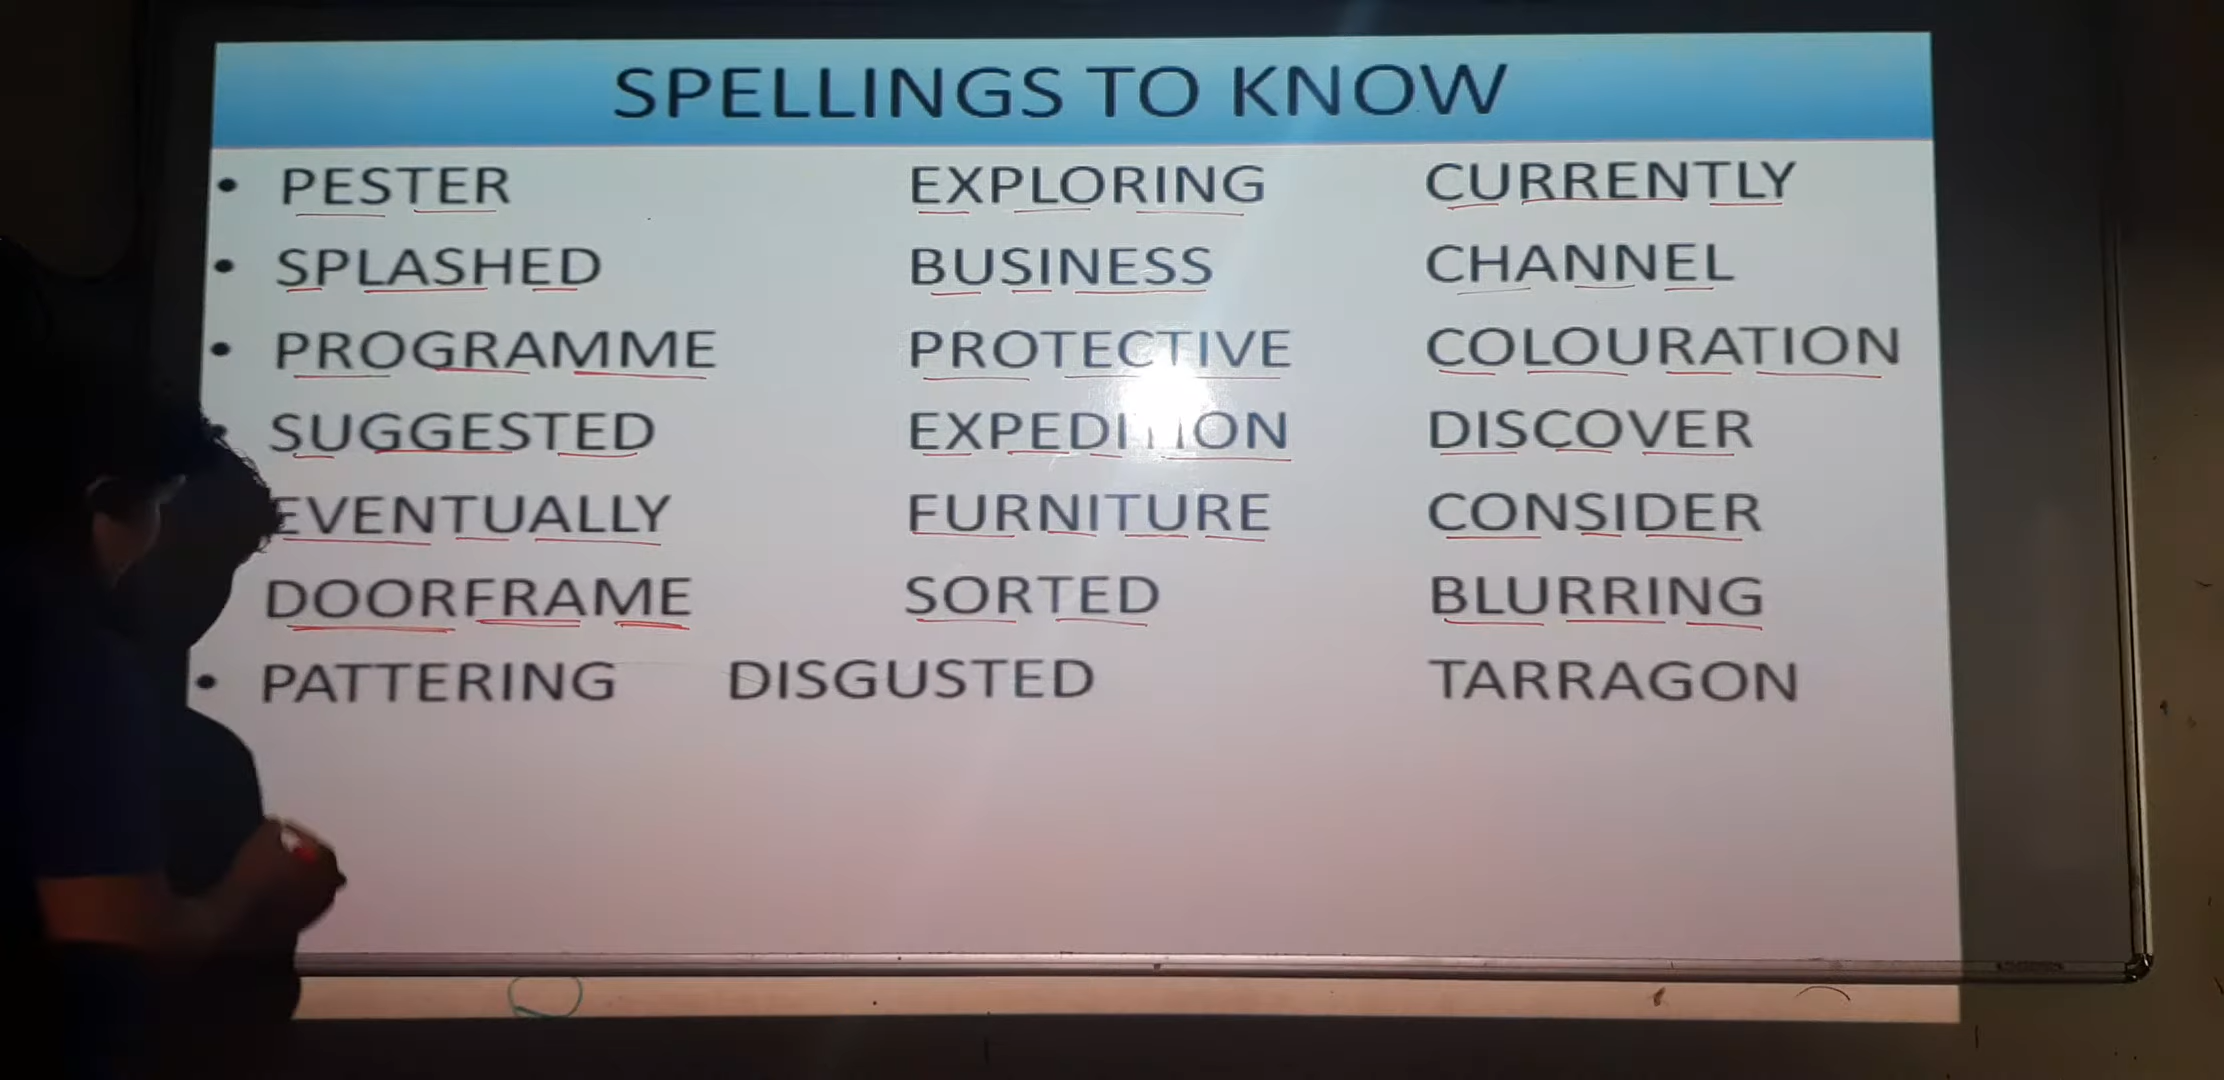 SPELLINGS TO KNOW
• PESTER EXPLORING CURRENTLY
• SPLASHED BUSINESS CHANNEL
• PROGRAMME PROTECTIVE COLOURATION
• SUGGESTED EXPEDITION DISCOVER
EVENTUALLY FURNITURE CONSIDER
DOORFRAME SORTED BLURRING
• PATTERING DISGUSTED TARRAGON